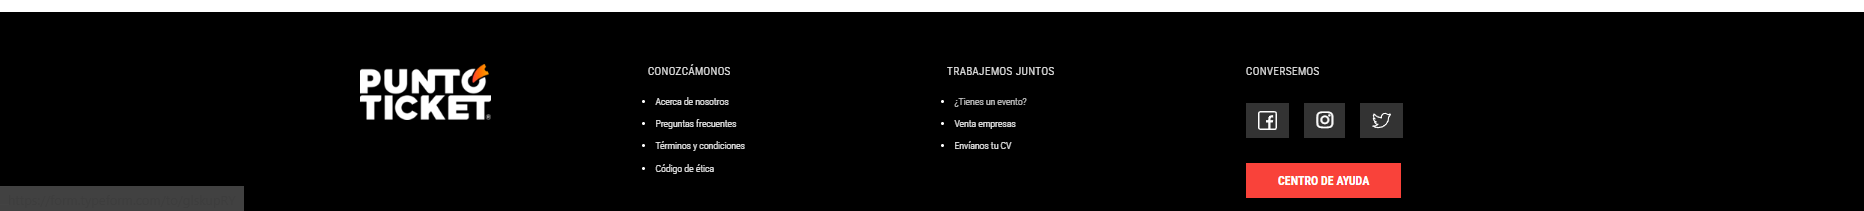 PUNTO
TICKET
CONOZCÁMONOS
Acerca de nosotros
Preguntas frecuentes
Términos y condiciones
Código de ética
TRABAJEMOS JUNTOS
¿Tienes un evento?
Venta empresas
Envíanos tu CV
CONVERSEMOS
CENTRO DE AYUDA